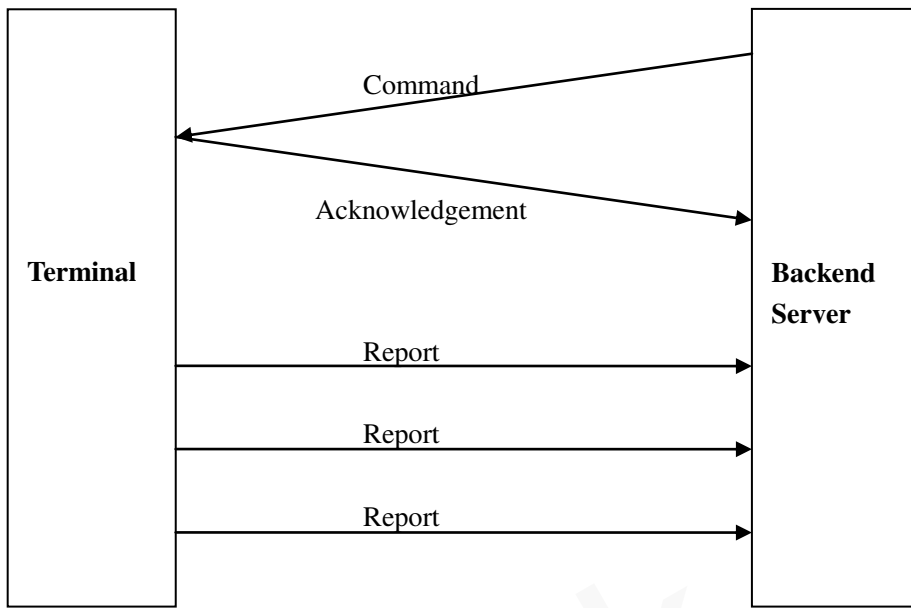 Command
Acknowledgement
Terminal
Backend
Server
Report
Report
Report